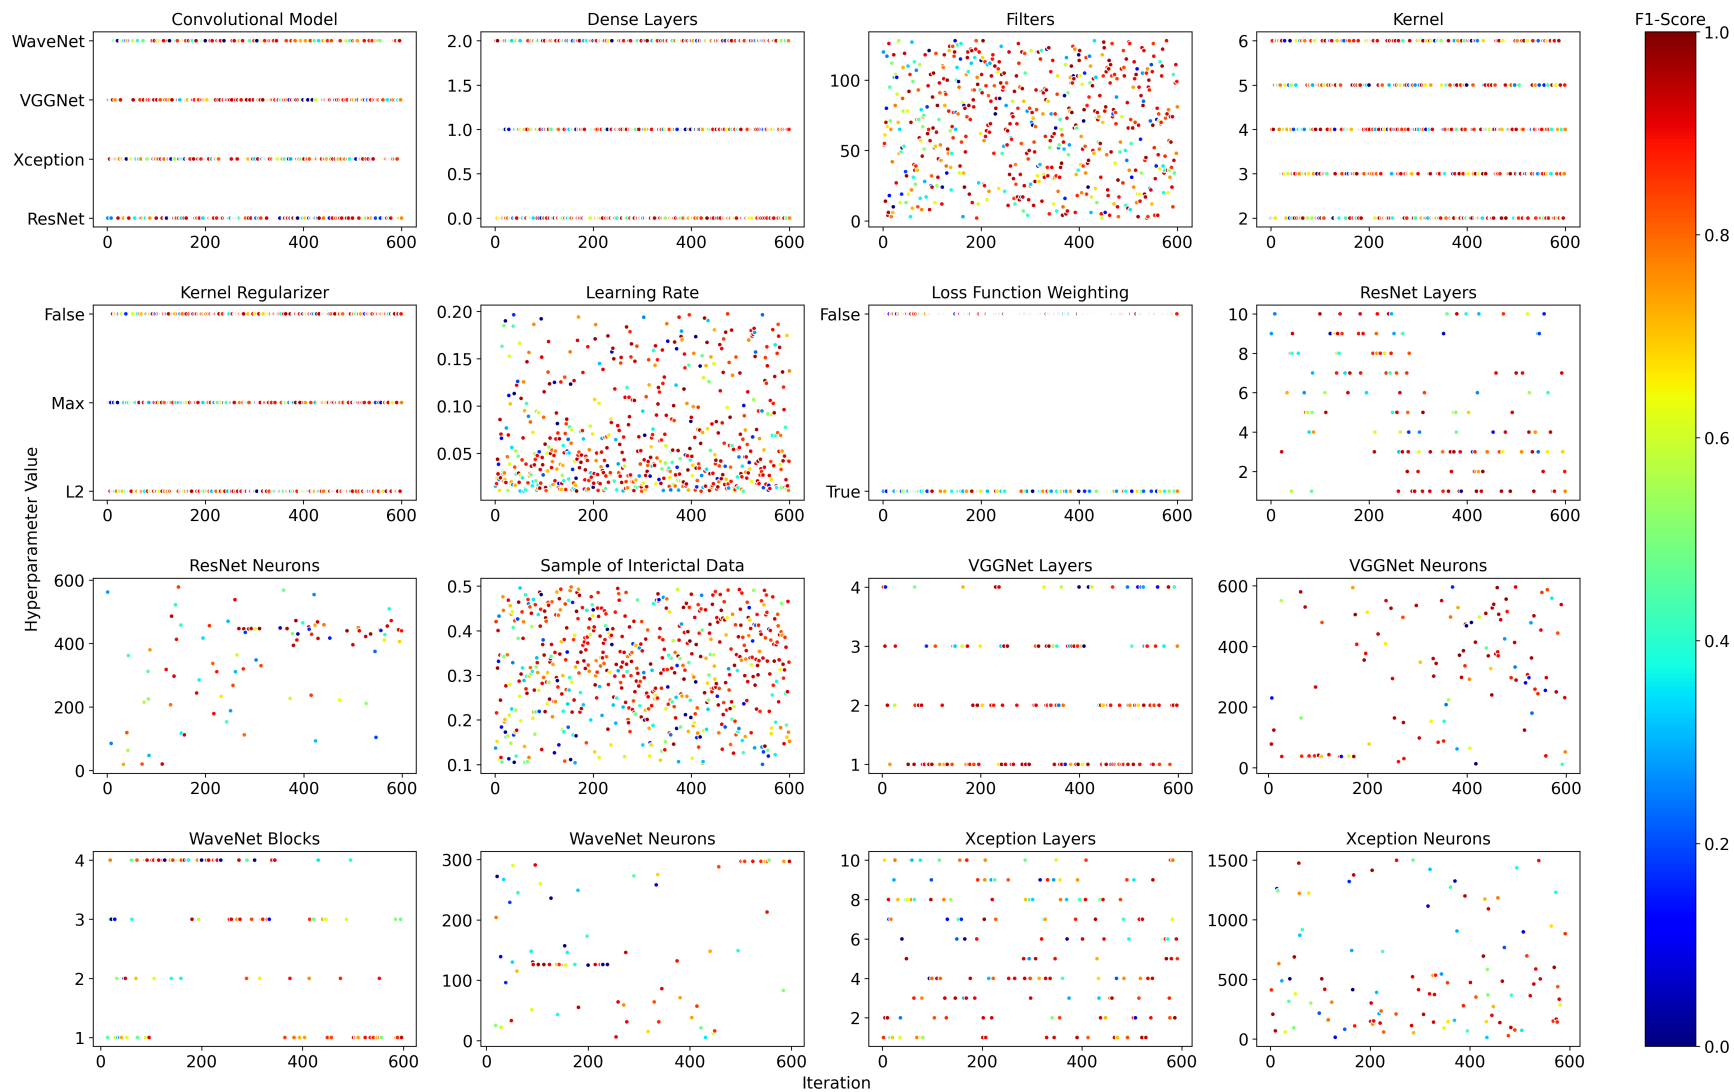 Convolutional Model
WaveNet
VGGNet
Xception
ResNet
0 200 400 600
Dense Layers
2.0
1.5
1.0
0.5
0.0
0 200 400 600
Filters
100
50
0
0 200 400 600
Kernel
6
5
4
3
2
0 200 400 600
F1-Score
1.0
0.8
0.6
0.4
0.2
0.0
Kernel Regularizer
False
Max
L2
0 200 400 600
Learning Rate
0.20
0.15
0.10
0.05
0 200 400 600
Loss Function Weighting
False
True
0 200 400 600
ResNet Layers
10
8
6
4
2
0 200 400 600
Hyperparameter Value
ResNet Neurons
600
400
200
0
0 200 400 600
Sample of Interictal Data
0.5
0.4
0.3
0.2
0.1
0 200 400 600
VGGNet Layers
4
3
2
1
0 200 400 600
VGGNet Neurons
600
400
200
0
0 200 400 600
WaveNet Blocks
4
3
2
1
0 200 400 600
WaveNet Neurons
300
200
100
0
0 200 400 600
Xception Layers
10
8
6
4
2
0 200 400 600
Xception Neurons
1500
1000
500
0
0 200 400 600
Iteration